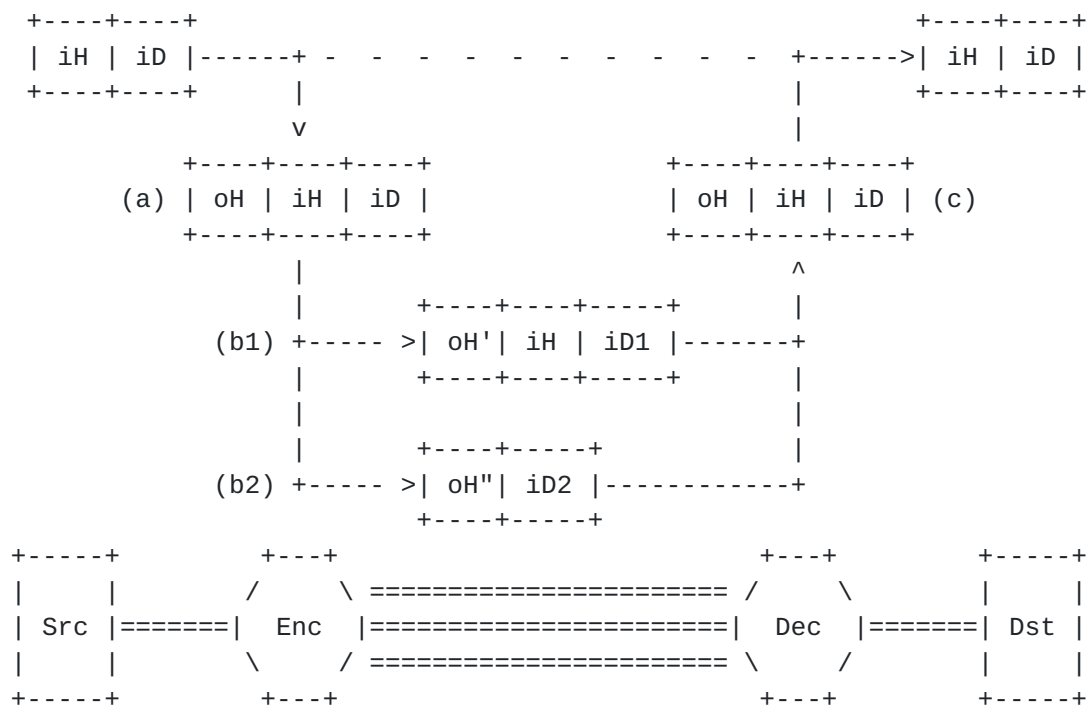 +----+----+                                              +----+----+
| iH | iD |------+ -  -  -  -  -  -  -  -  -  - +------>| iH | iD |
+----+----+      |                               |       +----+----+
                 v                               |
          +----+----+----+               +----+----+----+
      (a) | oH | iH | iD |               | oH | iH | iD | (c)
          +----+----+----+               +----+----+----+
                 |                               ^
                 |       +----+----+-----+       |
            (b1) +----- >| oH'| iH | iD1 |-------+
                 |       +----+----+-----+       |
                 |                               |
                 |       +----+-----+            |
            (b2) +----- >| oH"| iD2 |------------+
                         +----+-----+
+-----+         +---+                           +---+         +-----+
|     |        /     \ ======================= /     \        |     |
| Src |=======|  Enc  |=======================|  Dec  |=======| Dst |
|     |        \     / ======================= \     /        |     |
+-----+         +---+                           +---+         +-----+